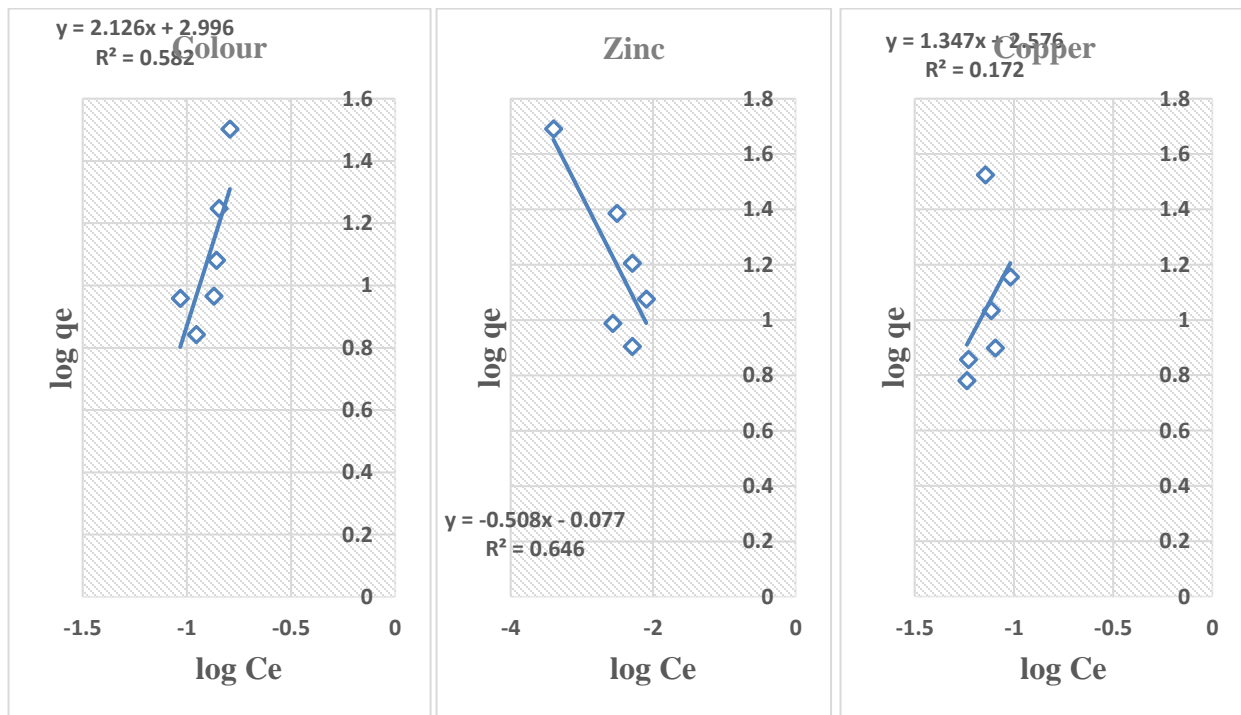 y = 2.126x + 2.996
R² = 0.582
Colour
1.6
1.4
1.2
1
0.8
0.6
0.4
0.2
0
-1.5 -1 -0.5 0
log qe
log Ce
Zinc
1.8
1.6
1.4
1.2
1
0.8
0.6
0.4
0.2
0
y = -0.508x - 0.077
R² = 0.646
-4 -2 0
log qe
log Ce
y = 1.347x + 2.576
R² = 0.172
Copper
1.8
1.6
1.4
1.2
1
0.8
0.6
0.4
0.2
0
-1.5 -1 -0.5 0
log qe
log Ce